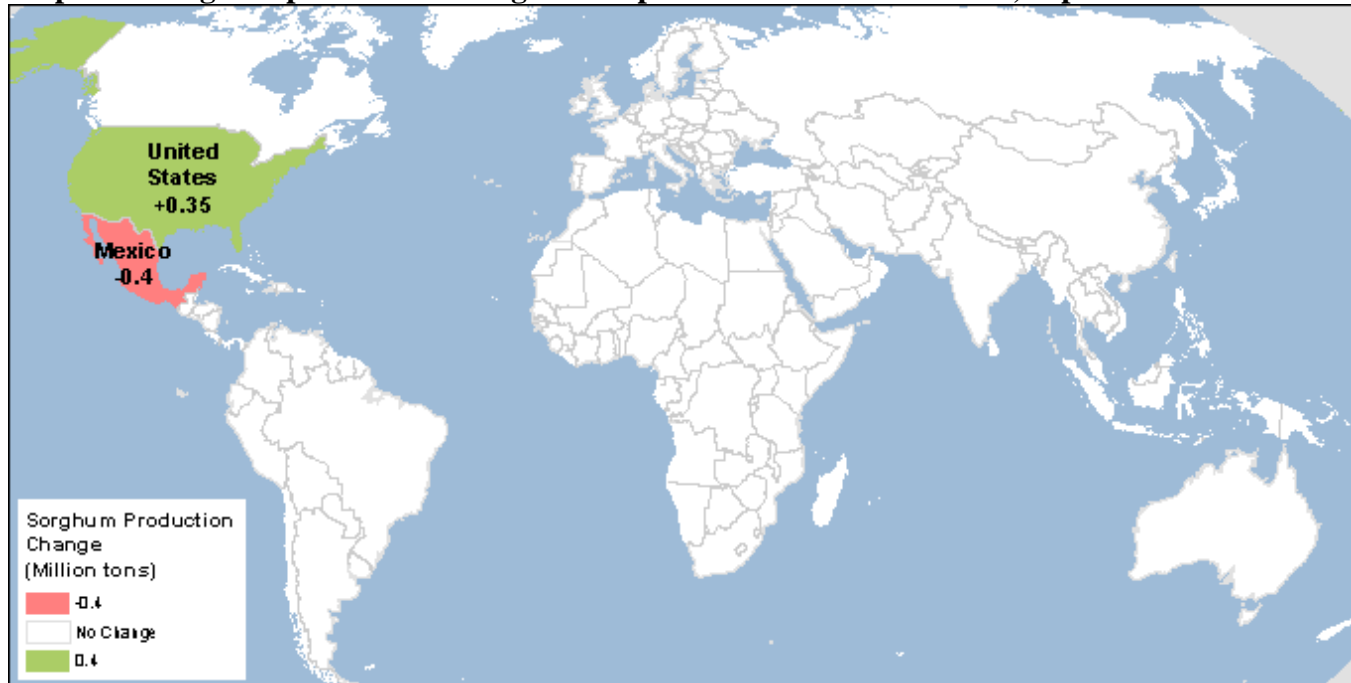 United
States
+0.35
Mexico
-0.4
Sorghum Production
Change
(Million tons)
-0.4
No Change
0.4